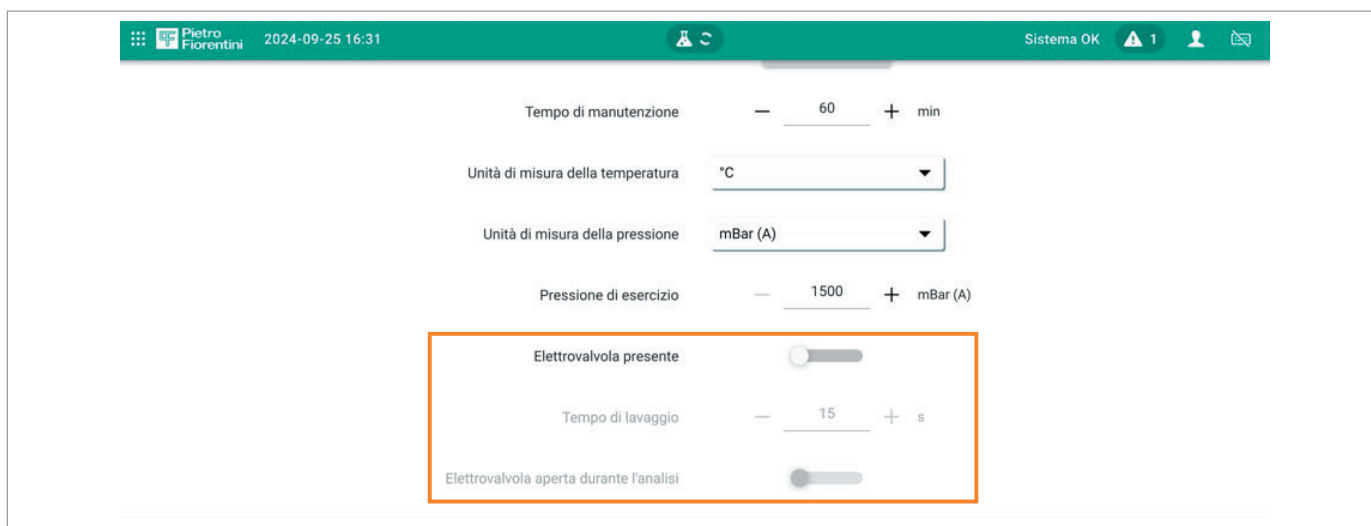 Pietro Fiorentini 2024-09-25 16:31 Sistema OK 1
Tempo di manutenzione 60 min
Unità di misura della temperatura °C
Unità di misura della pressione mBar (A)
Pressione di esercizio 1500 mBar (A)
Elettrovalvola presente
Tempo di lavaggio 15 s
Elettrovalvola aperta durante l'analisi